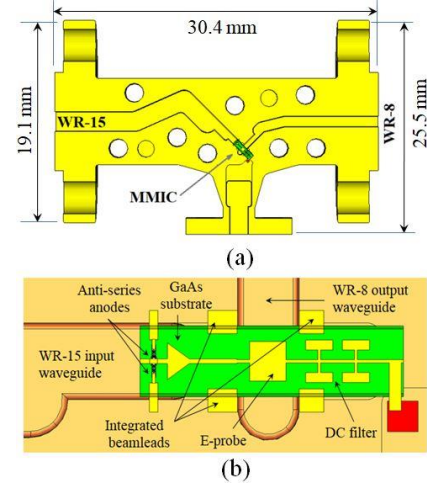 30.4 mm
19.1 mm
WR-15
WR-8
25.5 mm
MMIC
(a)
Anti-series
anodes
GaAs
substrate
WR-8 output
waveguide
WR-15 input
waveguide
Integrated
beamleads
E-probe
DC filter
(b)